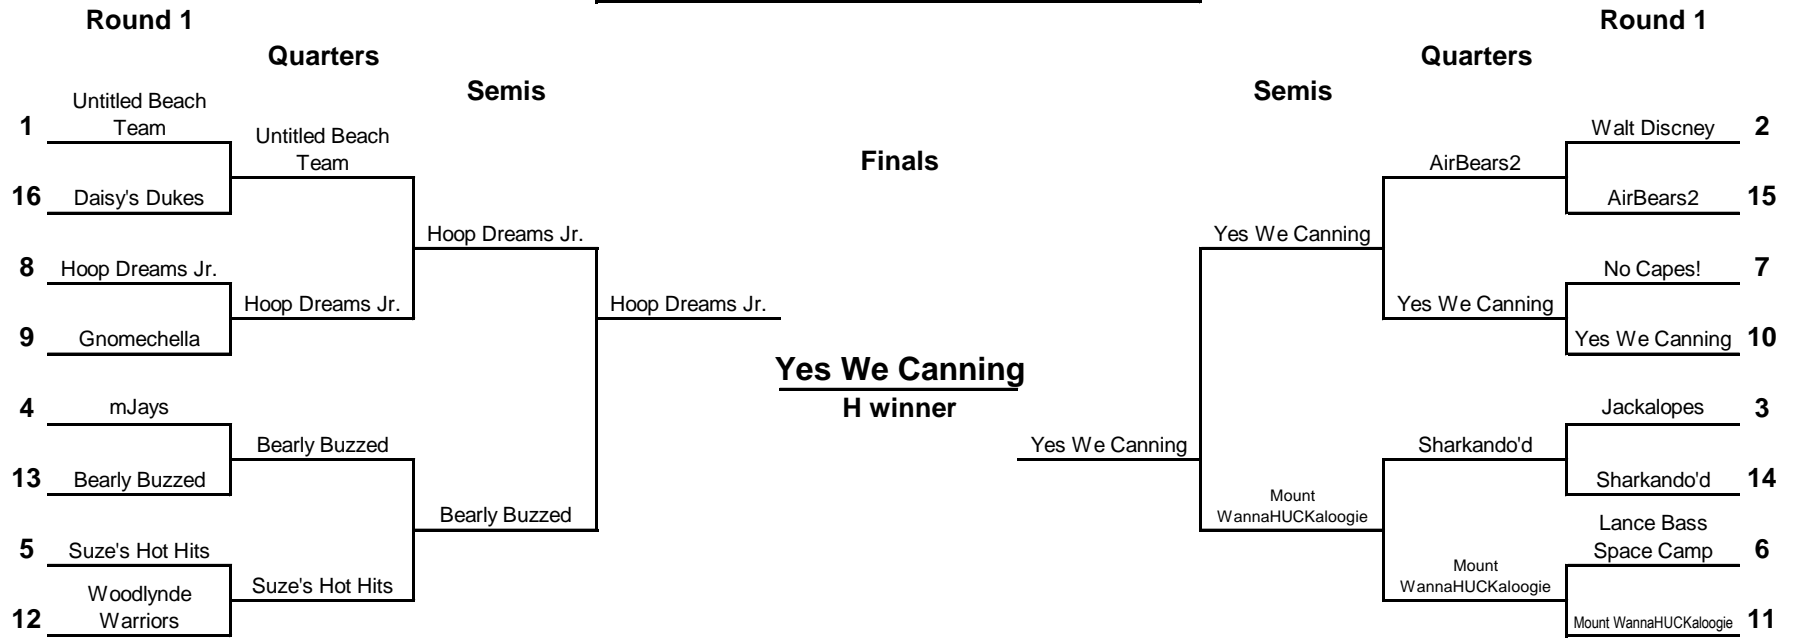 Round 1
Round 1
Quarters
Quarters
Semis
Semis
Untitled Beach
Team
1
Untitled Beach
Team
Walt Discney
2
Finals
AirBears2
16
Daisy's Dukes
AirBears2
15
Hoop Dreams Jr.
Yes We Canning
8
Hoop Dreams Jr.
No Capes!
7
Hoop Dreams Jr.
Hoop Dreams Jr.
Yes We Canning
9
Gnomechella
Yes We Canning
10
Yes We Canning
H winner
4
mJays
Jackalopes
3
Bearly Buzzed
Yes We Canning
Sharkando'd
13
Bearly Buzzed
Sharkando'd
14
Bearly Buzzed
Mount
WannaHUCKaloogie
5
Suze's Hot Hits
Lance Bass
Space Camp
6
Suze's Hot Hits
Mount
WannaHUCKaloogie
12
Woodlynde
Warriors
Mount WannaHUCKaloogie
11